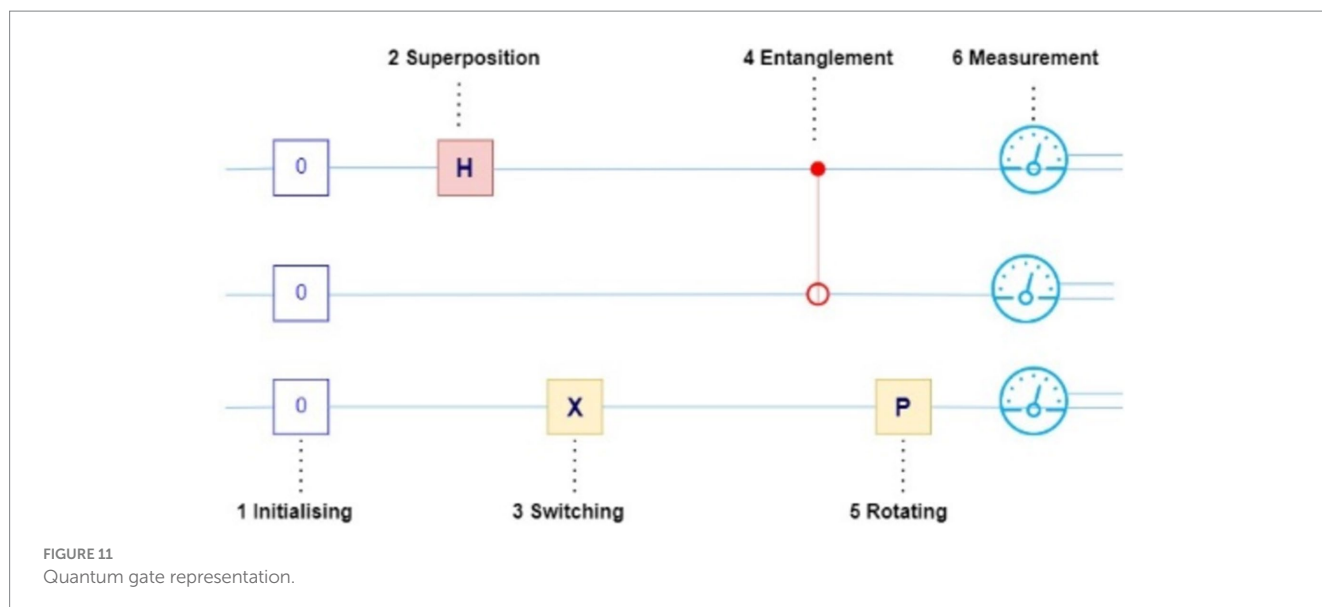 2 Superposition
4 Entanglement
6 Measurement
0
H
0
0
X
P
1 Initialising
3 Switching
5 Rotating
FIGURE 11
Quantum gate representation.